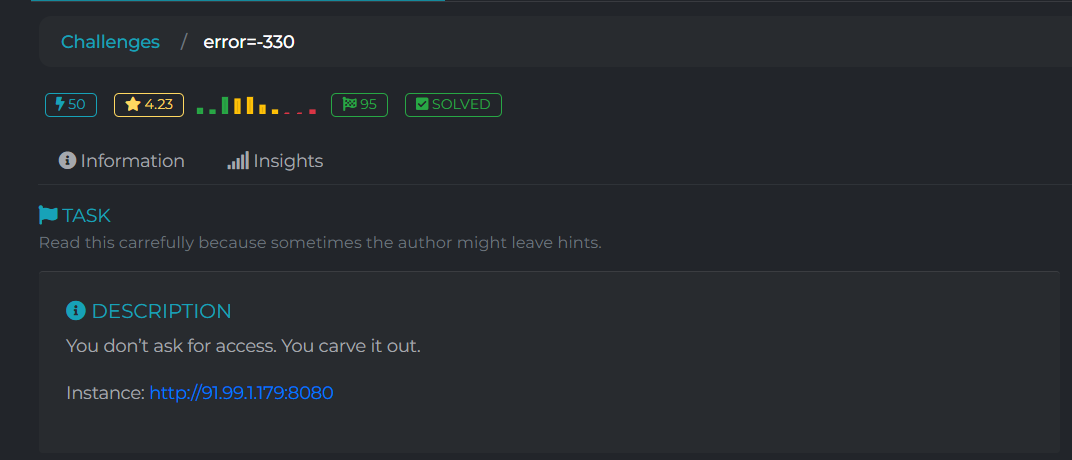 Challenges / error=-330
50 4.23 95 SOLVED
Information Insights
TASK
Read this carrefully because sometimes the author might leave hints.
DESCRIPTION
You don’t ask for access. You carve it out.
Instance: http://91.99.1.179:8080